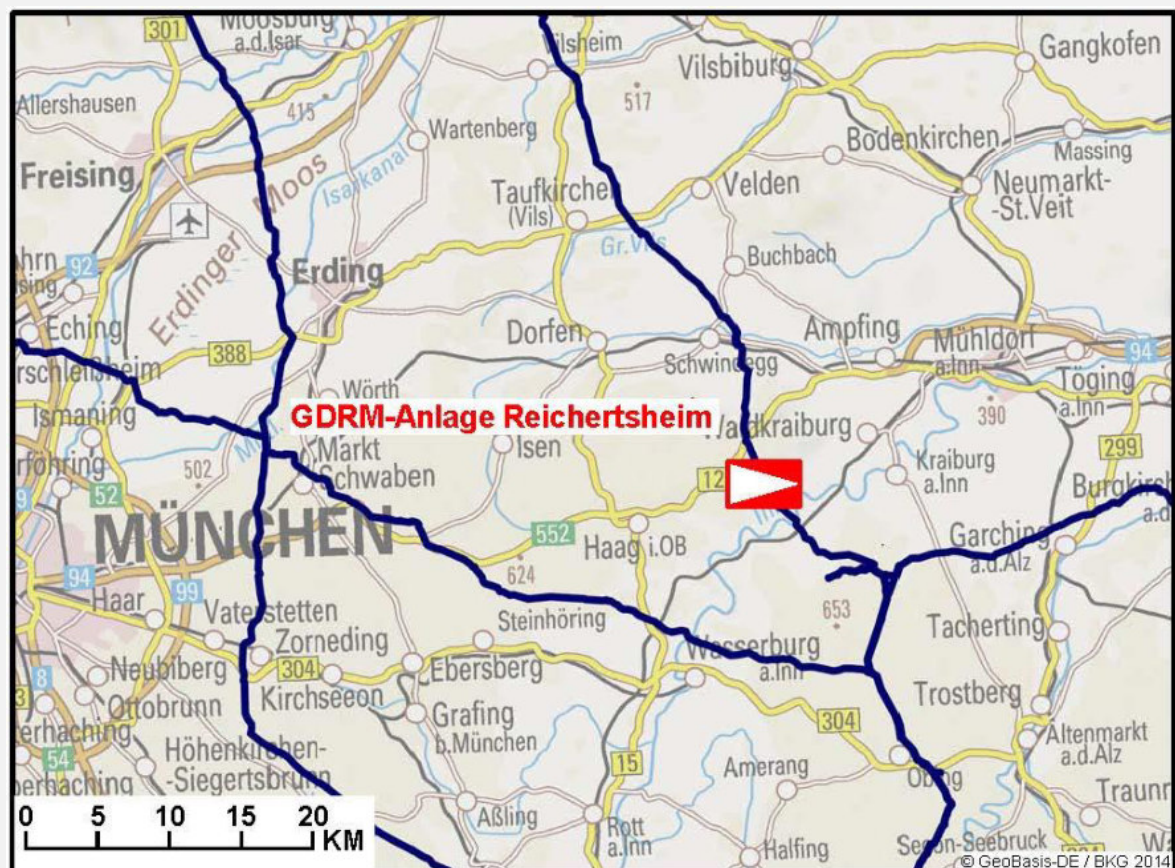 301
Moosburg
a.d.Isar
Vilsheim
Vilsbiburg
Gangkofen
Allershausen
415
517
Wartenberg
Bodenkirchen
Massing
Freising
Moos
Isarkanal
Taufkirchen
(Vils)
Velden
Neumarkt-
-St.Veit
Gr.Vils
Buchbach
92
Erdinger
Erding
Eching
388
Dorfen
Schwindegg
Ampfing
Mühldorf
a.Inn
94
Töging
a.Inn
Ismaning
Wörth
GDRM-Anlage Reichertsheim
Waldkraiburg
390
299
502
Markt
Schwaben
Isen
Kraiburg
a.Inn
52
12
MÜNCHEN
552
Haag i.OB
Garching
a.d.Alz
94
99
624
653
Haar
Vaterstetten
Steinhöring
Tacherting
Zorneding
304
Wasserburg
a.Inn
8
Neubiberg
Kirchseeon
Ebersberg
Trostberg
Ottobrunn
Grafing
b.München
304
Altenmarkt
a.d.Alz
54
Höhenkirchen-
-Siegertsbrunn
15
Amerang
Obing
Aßling
Rott
a.Inn
Halfing
Seeon-Seebruck
304
0 5 10 15 20
KM
© GeoBasis-DE / BKG 2014